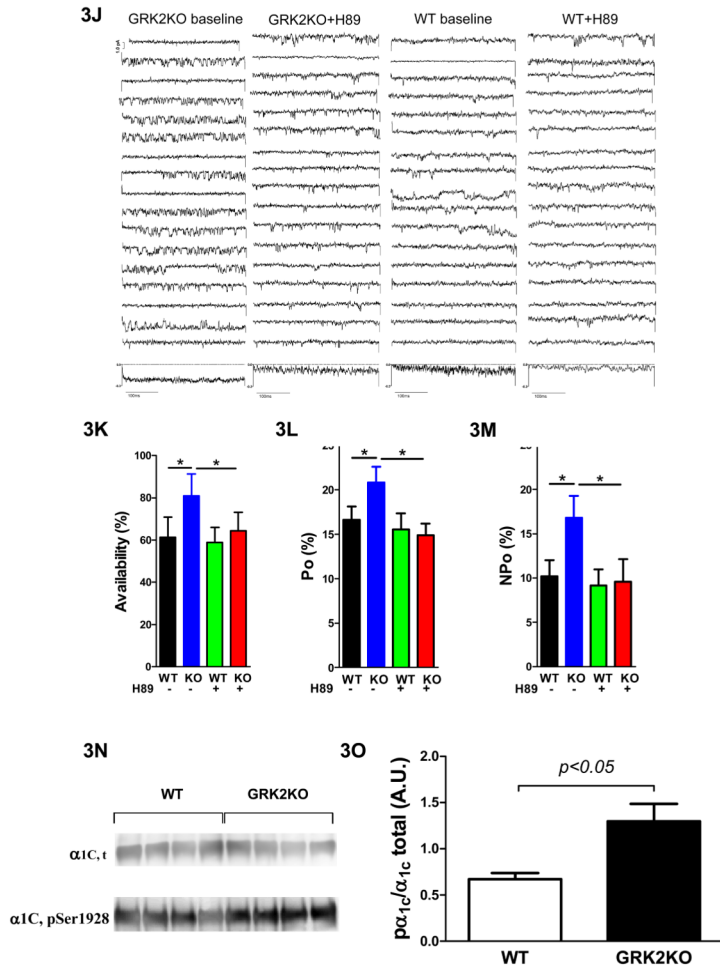 3J
GRK2KO baseline GRK2KO+H89 WT baseline WT+H89
100ms 100ms 100ms 100ms
3K 3L 3M
* *
* *
* *
Availability (%)
100
80
60
40
20
0
WT KO WT KO
H89 - - + +
Po (%)
25
20
15
10
5
0
WT KO WT KO
H89 - - + +
NPo (%)
25
20
15
10
5
0
WT KO WT KO
H89 - - + +
3N
WT GRK2KO
α1C, t
α1C, pSer1928
3O
pα1c/α1c total (A.U.)
2.0
1.5
1.0
0.5
0.0
p<0.05
WT GRK2KO